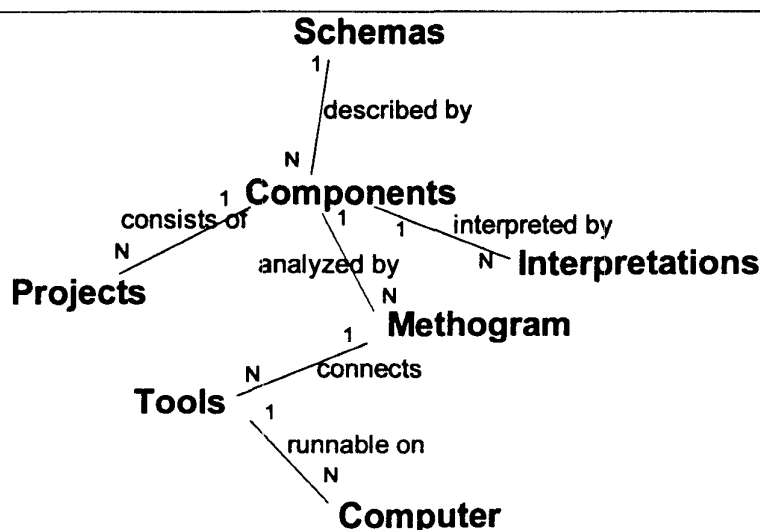 Schemas
1
described by
N
Components
1
consists of
N
Projects
1
analyzed by
N
1
interpreted by
N
Interpretations
Methogram
1
connects
N
Tools
1
runnable on
N
Computer